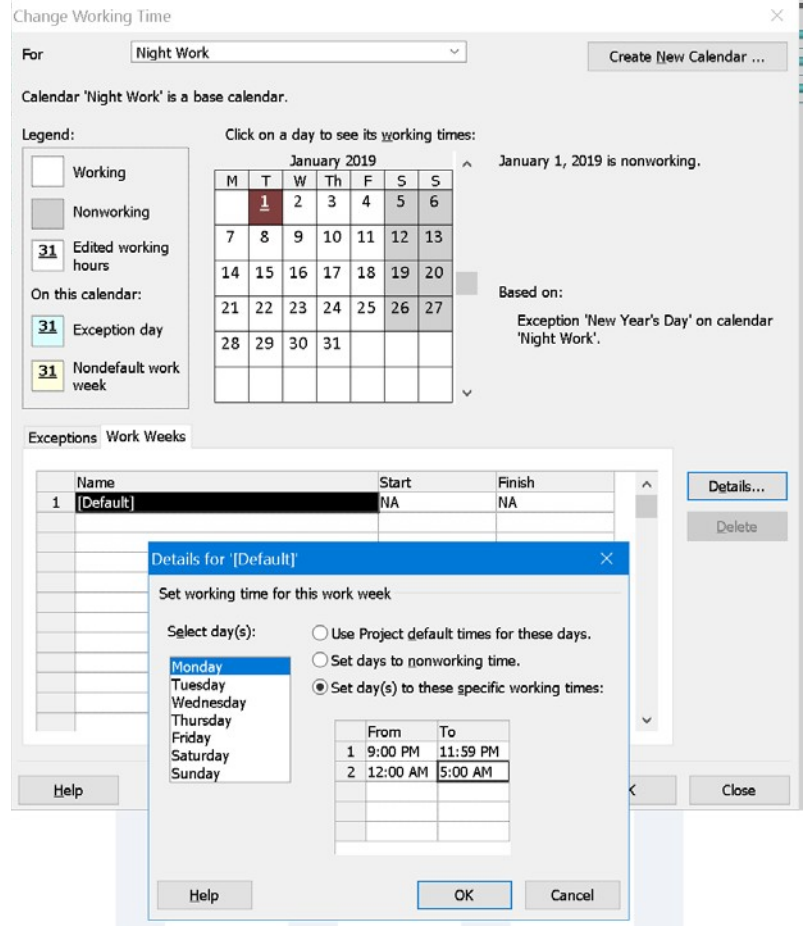 Change Working Time
For Night Work Create New Calendar ...
Calendar 'Night Work' is a base calendar.
Legend:
Working
Nonworking
31 Edited working
hours
On this calendar:
31 Exception day
31 Nondefault work
week
Click on a day to see its working times:
January 2019
M T W Th F S S
1 2 3 4 5 6
7 8 9 10 11 12 13
14 15 16 17 18 19 20
21 22 23 24 25 26 27
28 29 30 31
January 1, 2019 is nonworking.
Based on:
Exception 'New Year's Day' on calendar
'Night Work'.
Exceptions Work Weeks
Name Start Finish
1 [Default] NA NA
Details...
Delete
Details for '[Default]'
Set working time for this work week
Select day(s):
Monday
Tuesday
Wednesday
Thursday
Friday
Saturday
Sunday
Use Project default times for these days.
Set days to nonworking time.
Set day(s) to these specific working times:
From To
1 9:00 PM 11:59 PM
2 12:00 AM 5:00 AM
Help OK Cancel
Help Close